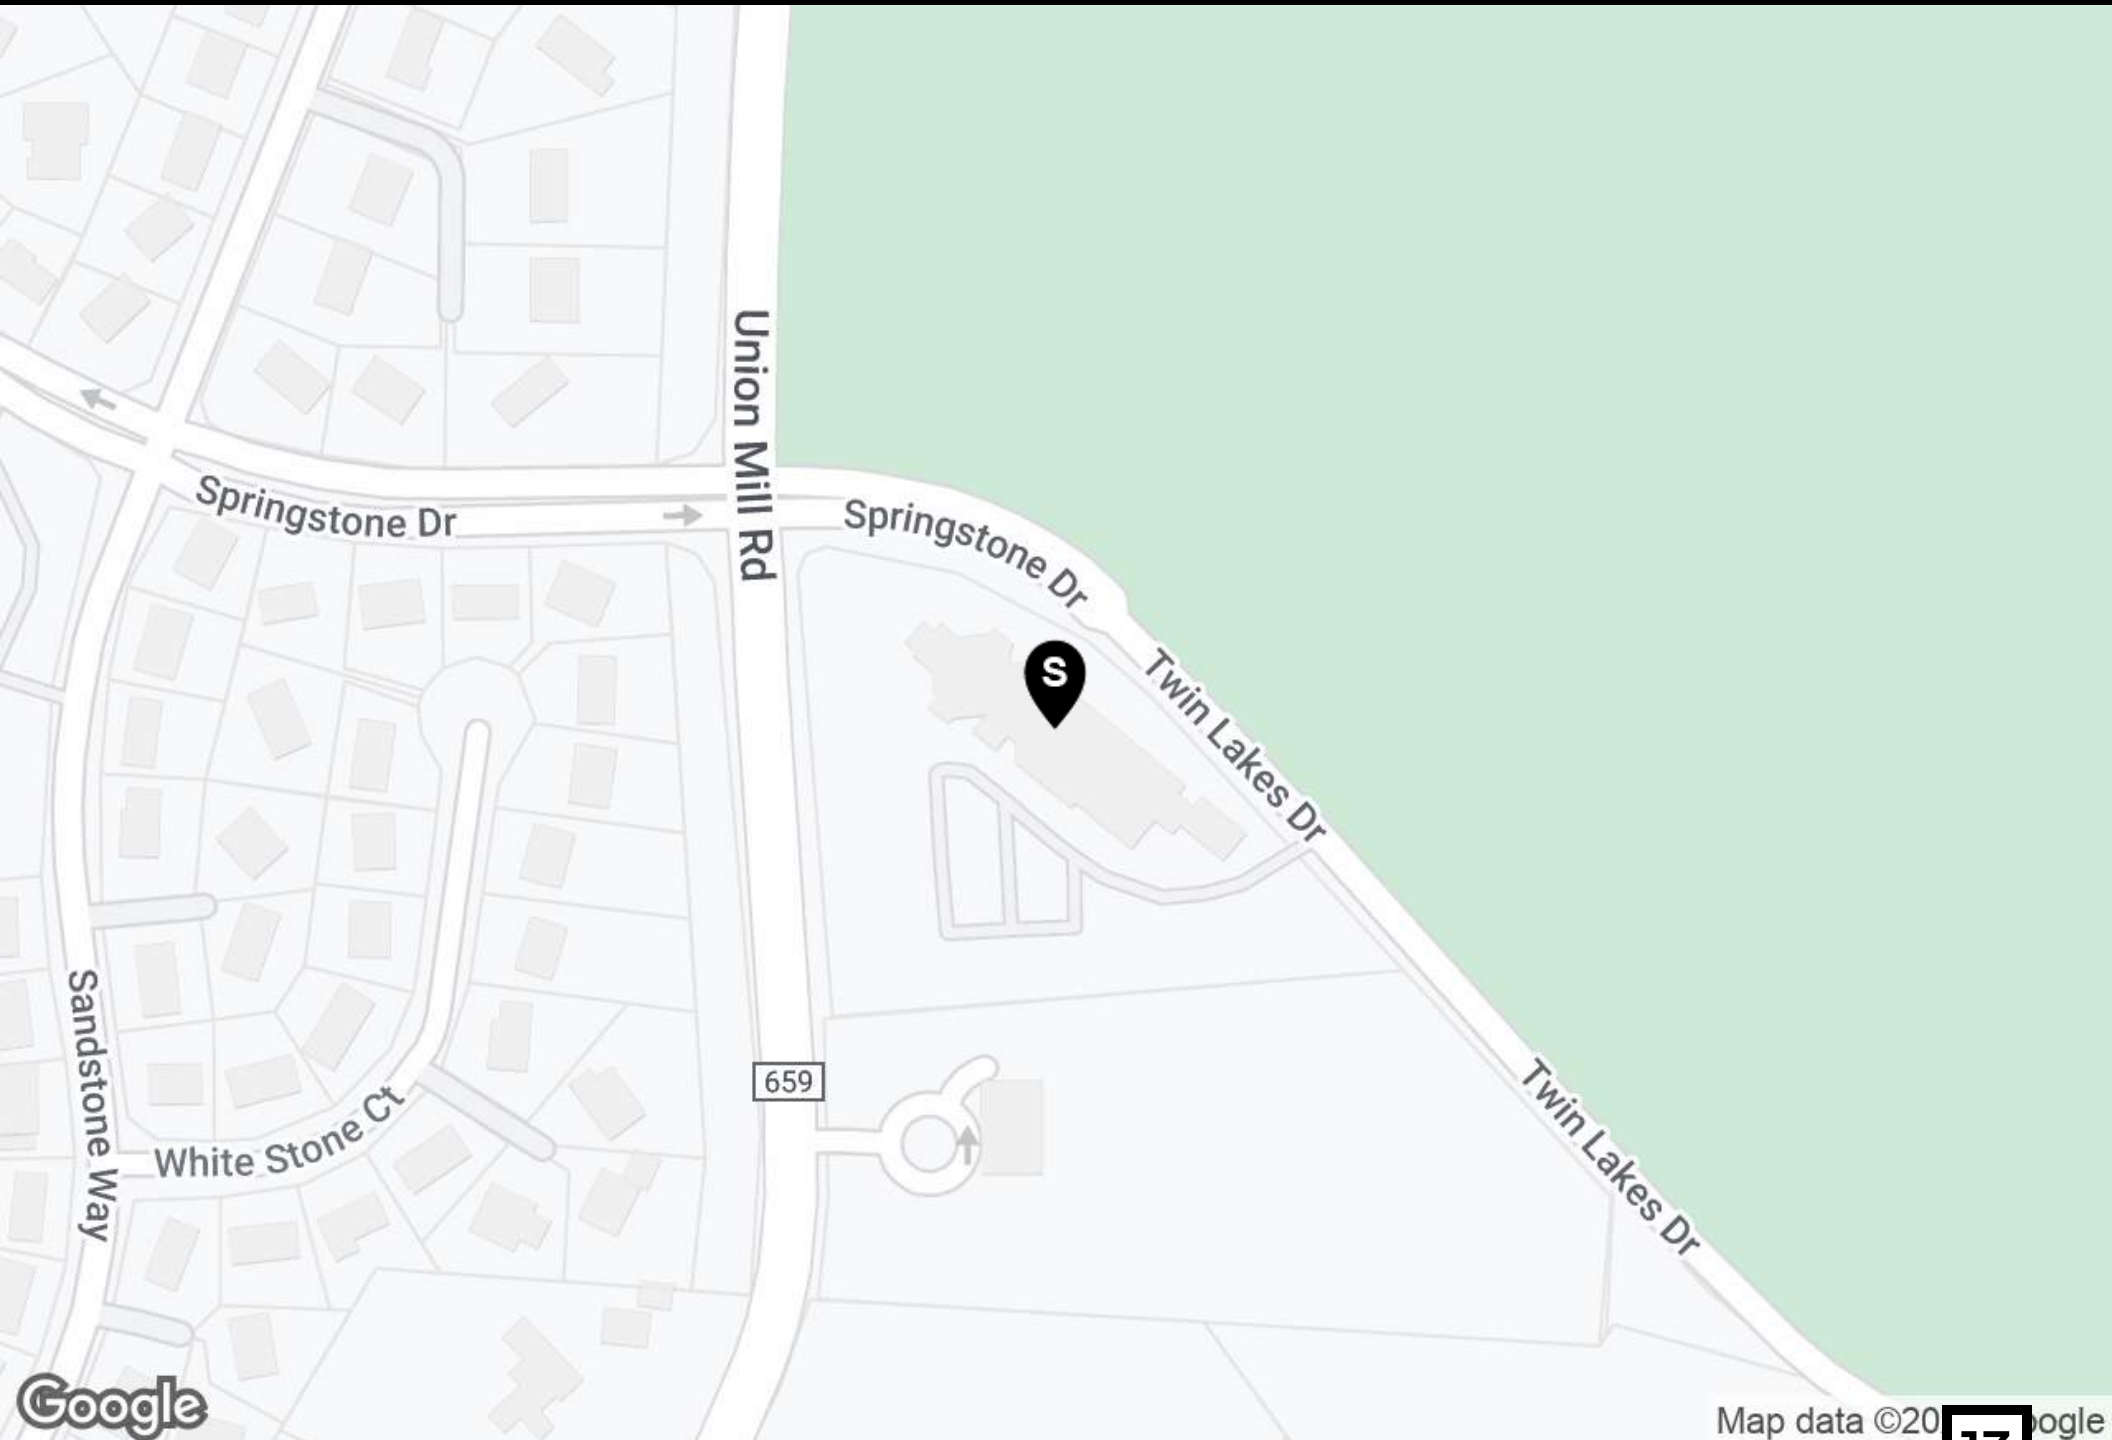 Union Mill Rd
Springstone Dr
Springstone Dr
S
Twin Lakes Dr
Sandstone Way
659
White Stone Ct
Twin Lakes Dr
Google
Map data ©20